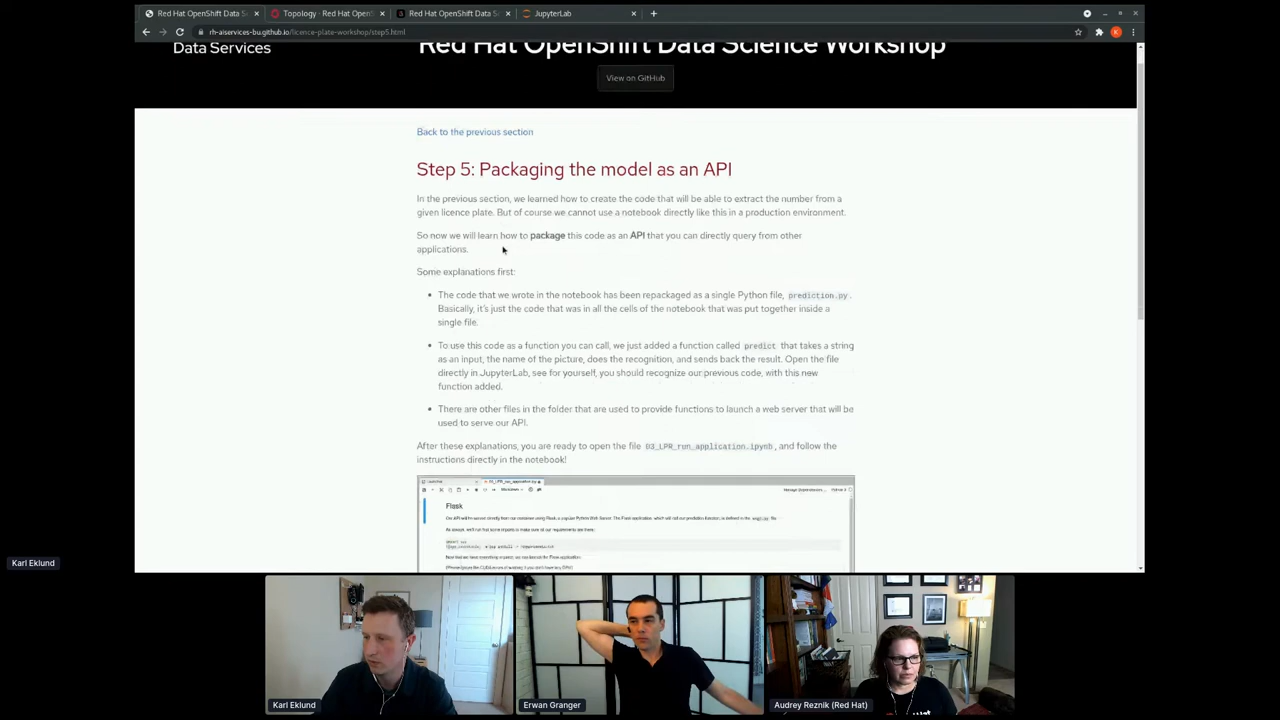 Red Hat OpenShift Data Sc
Topology · Red Hat OpenShi
Red Hat OpenShift Data S
JupyterLab
rh-aiservices-bu.github.io/licence-plate-workshop/step5.html
Data Services
Red Hat OpenShift Data Science Workshop
View on GitHub
Back to the previous section
Step 5: Packaging the model as an API
In the previous section, we learned how to create the code that will be able to extract the number from a
given licence plate. But of course we cannot use a notebook directly like this in a production environment.
So now we will learn how to package this code as an API that you can directly query from other
applications.
Some explanations first:
The code that we wrote in the notebook has been repackaged as a single Python file, prediction.py.
Basically, it's just the code that was in all the cells of the notebook that was put together inside a
single file.
To use this code as a function you can call, we just added a function called predict that takes a string
as an input, the name of the picture, does the recognition, and sends back the result. Open the file
directly in JupyterLab, see for yourself, you should recognize our previous code, with this new
function added.
There are other files in the folder that are used to provide functions to launch a web server that will be
used to serve our API.
After these explanations, you are ready to open the file 03_LPR_run_application.ipynb, and follow the
instructions directly in the notebook!
Flask
Karl Eklund
Karl Eklund
Erwan Granger
Audrey Reznik (Red Hat)